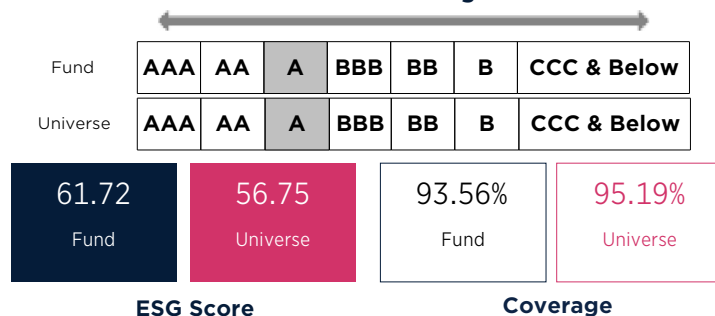 Fund AAA AA A BBB BB B CCC & Below
Universe AAA AA A BBB BB B CCC & Below
61.72 56.75 93.56% 95.19%
Fund Universe Fund Universe
ESG Score Coverage